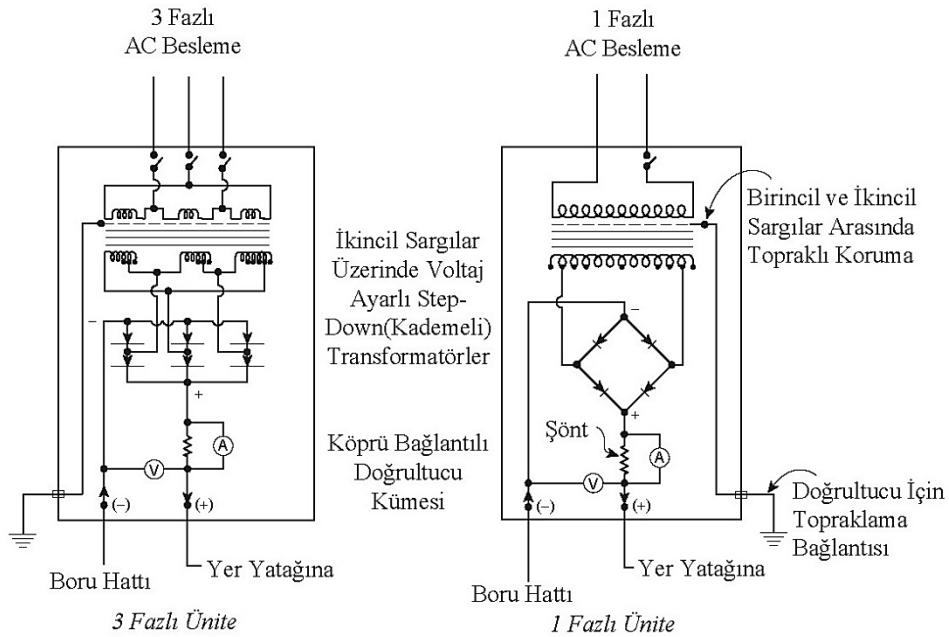 3 Fazlı
AC Besleme
1 Fazlı
AC Besleme
Birincil ve İkincil
Sargılar Arasında
Topraklı Koruma
İkincil Sargılar
Üzerinde Voltaj
Ayarlı Step-
Down(Kademeli)
Transformatörler
−
−
+
+
Şönt
A
A
Köprü Bağlantılı
Doğrultucu
Kümesi
V
V
(−)
(+)
(−)
(+)
Doğrultucu İçin
Topraklama
Bağlantısı
Boru Hattı
Yer Yatağına
Boru Hattı
Yer Yatağına
3 Fazlı Ünite
1 Fazlı Ünite